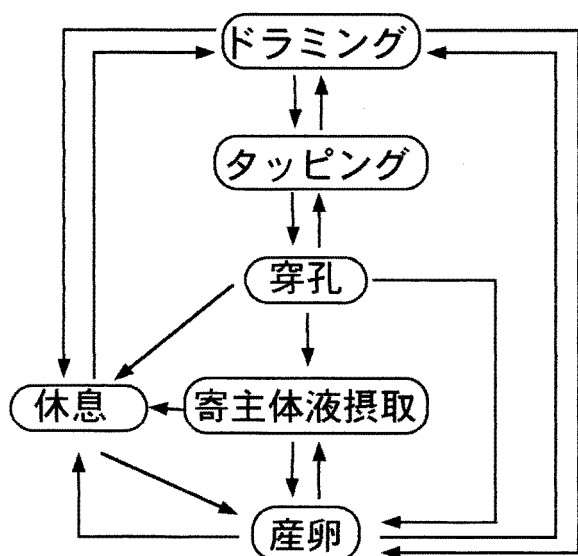 ドラミング
タッピング
穿孔
寄主体液摂取
休息
産卵